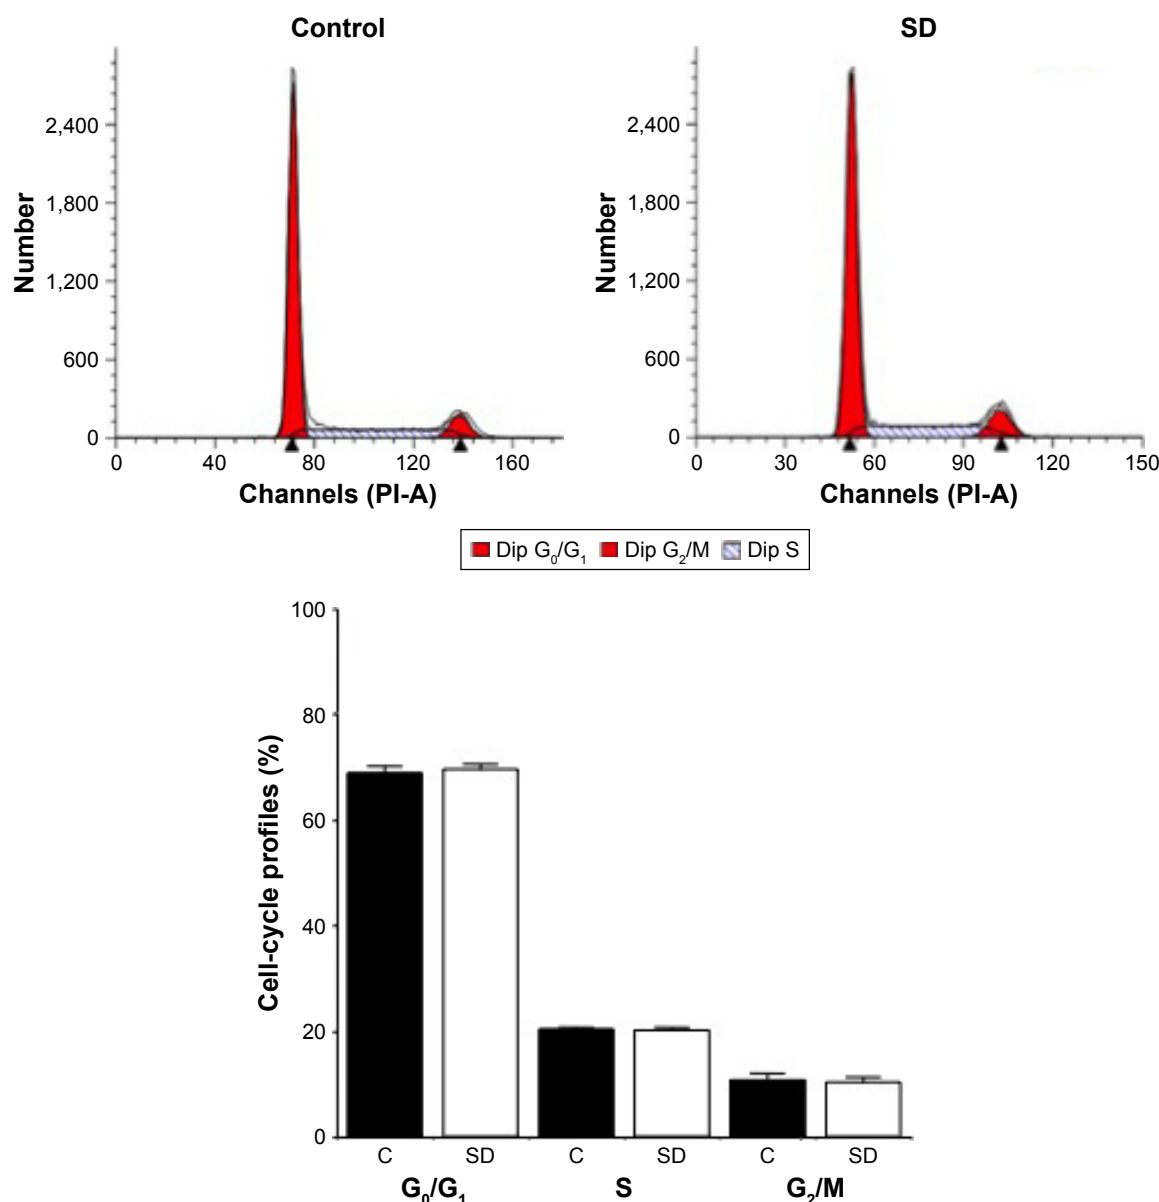 Control
SD
Number
2,400
1,800
1,200
600
0
0 40 80 120 160
Channels (PI-A)
Number
2,400
1,800
1,200
600
0
0 30 60 90 120 150
Channels (PI-A)
Dip G₀/G₁ Dip G₂/M Dip S
Cell-cycle profiles (%)
100
80
60
40
20
0
C SD C SD C SD
G₀/G₁ S G₂/M